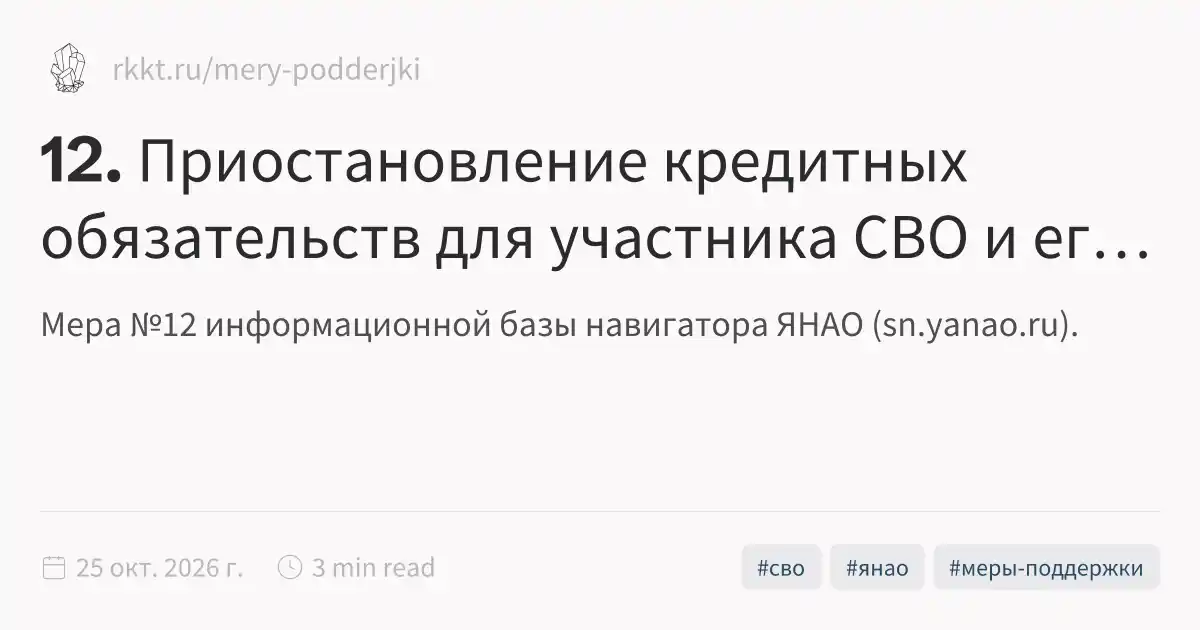 rkkt.ru/mery-podderjki
12. Приостановление кредитных
обязательств для участника СВО и ег…
Мера №12 информационной базы навигатора ЯНАО (sn.yanao.ru).
25 окт. 2026 г. 3 min read #сво #янао #меры-поддержки